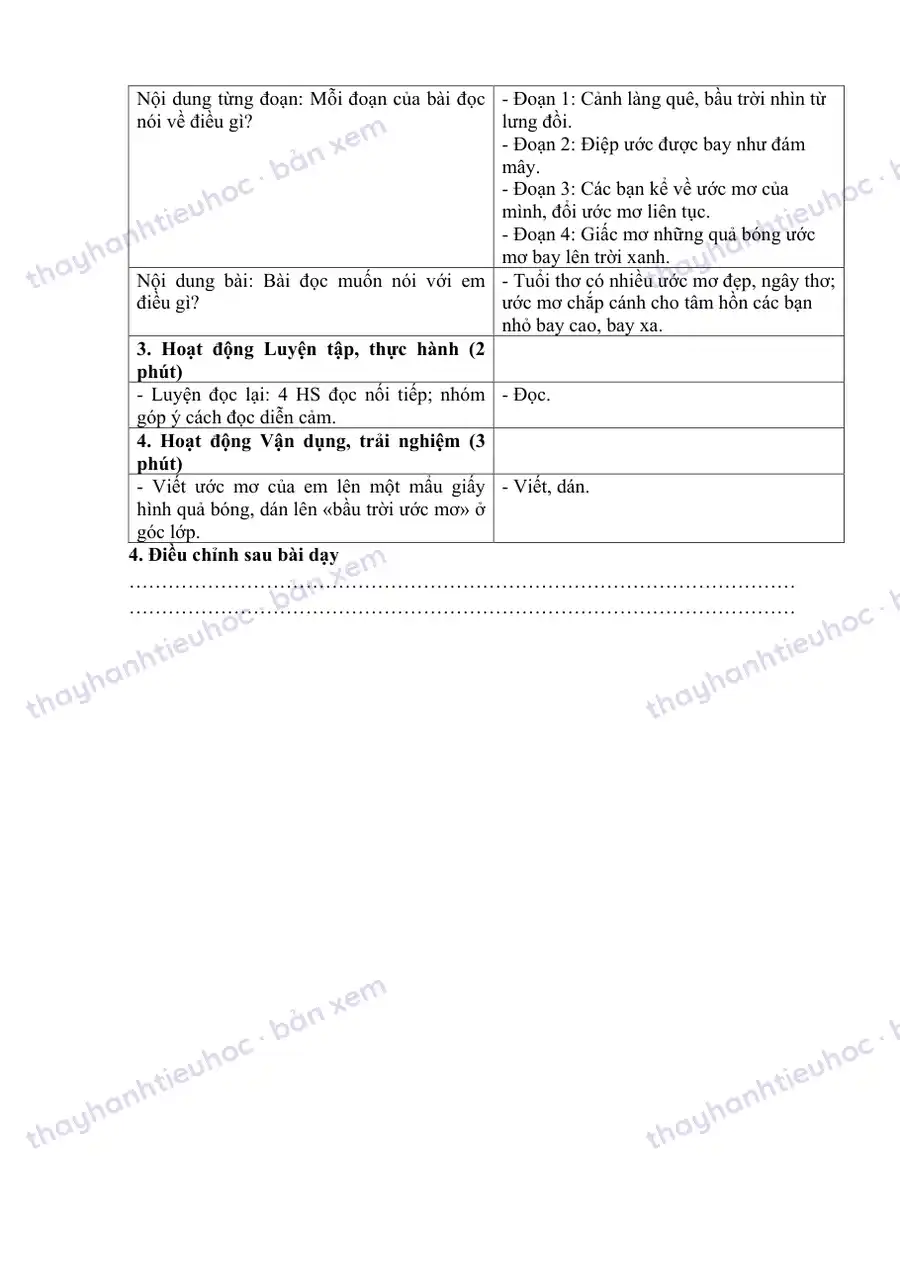 Nội dung từng đoạn: Mỗi đoạn của bài đọc
nói về điều gì?
- Đoạn 1: Cảnh làng quê, bầu trời nhìn từ
lưng đồi.
- Đoạn 2: Điệp ước được bay như đám
mây.
- Đoạn 3: Các bạn kể về ước mơ của
mình, đổi ước mơ liên tục.
- Đoạn 4: Giấc mơ những quả bóng ước
mơ bay lên trời xanh.
Nội dung bài: Bài đọc muốn nói với em
điều gì?
- Tuổi thơ có nhiều ước mơ đẹp, ngây thơ;
ước mơ chắp cánh cho tâm hồn các bạn
nhỏ bay cao, bay xa.
3. Hoạt động Luyện tập, thực hành (2
phút)
- Luyện đọc lại: 4 HS đọc nối tiếp; nhóm
góp ý cách đọc diễn cảm.
- Đọc.
4. Hoạt động Vận dụng, trải nghiệm (3
phút)
- Viết ước mơ của em lên một mẩu giấy
hình quả bóng, dán lên «bầu trời ước mơ» ở
góc lớp.
- Viết, dán.
4. Điều chỉnh sau bài dạy
…………………………………………………………………………………………
…………………………………………………………………………………………
thayhanhtieuhoc · bản xem
thayhanhtieuhoc · b
thayhanhtieuhoc · bản xem
thayhanhtieuhoc · b
thayhanhtieuhoc · bản xem
thayhanhtieuhoc · b